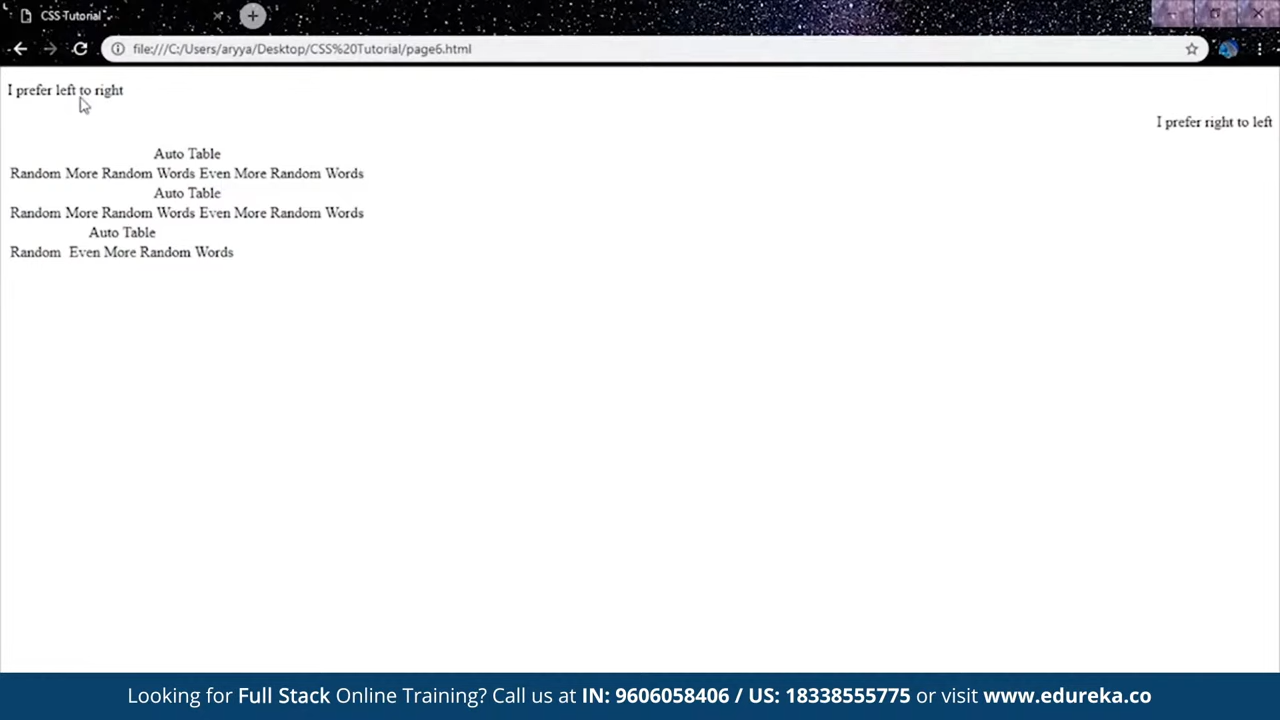 CSS Tutorial
file:///C:/Users/aryya/Desktop/CSS%20Tutorial/page6.html
I prefer left to right
I prefer right to left
Auto Table
Random More Random Words Even More Random Words
Auto Table
Random More Random Words Even More Random Words
Auto Table
Random Even More Random Words
Looking for Full Stack Online Training? Call us at IN: 9606058406 / US: 18338555775 or visit www.edureka.co